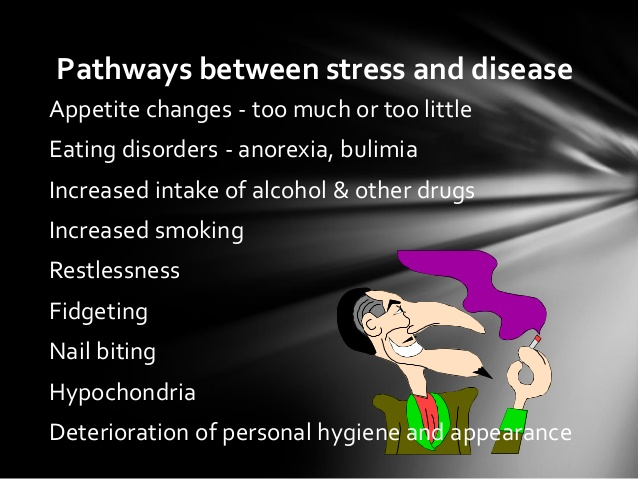 Pathways between stress and disease
Appetite changes - too much or too little
Eating disorders - anorexia, bulimia
Increased intake of alcohol & other drugs
Increased smoking
Restlessness
Fidgeting
Nail biting
Hypochondria
Deterioration of personal hygiene and appearance